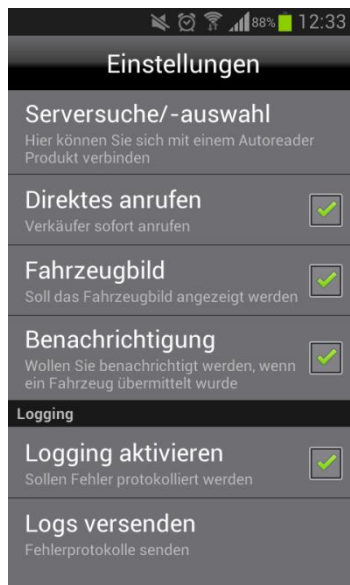 88% 12:33
Einstellungen
Serversuche/-auswahl
Hier können Sie sich mit einem Autoreader
Produkt verbinden
Direktes anrufen
Verkäufer sofort anrufen
Fahrzeugbild
Soll das Fahrzeugbild angezeigt werden
Benachrichtigung
Wollen Sie benachrichtigt werden, wenn
ein Fahrzeug übermittelt wurde
Logging
Logging aktivieren
Sollen Fehler protokolliert werden
Logs versenden
Fehlerprotokolle senden